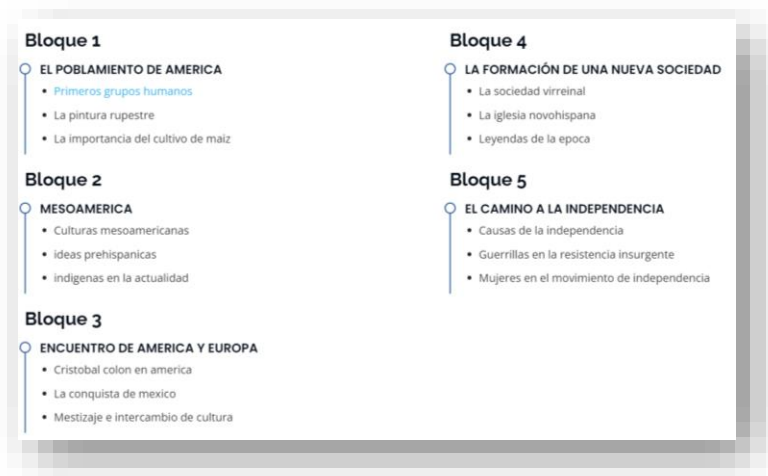 Bloque 1
EL POBLAMIENTO DE AMERICA
Primeros grupos humanos
La pintura rupestre
La importancia del cultivo de maiz
Bloque 2
MESOAMERICA
Culturas mesoamericanas
ideas prehispanicas
indigenas en la actualidad
Bloque 3
ENCUENTRO DE AMERICA Y EUROPA
Cristobal colon en america
La conquista de mexico
Mestizaje e intercambio de cultura
Bloque 4
LA FORMACIÓN DE UNA NUEVA SOCIEDAD
La sociedad virreinal
La iglesia novohispana
Leyendas de la epoca
Bloque 5
EL CAMINO A LA INDEPENDENCIA
Causas de la independencia
Guerrillas en la resistencia insurgente
Mujeres en el movimiento de independencia